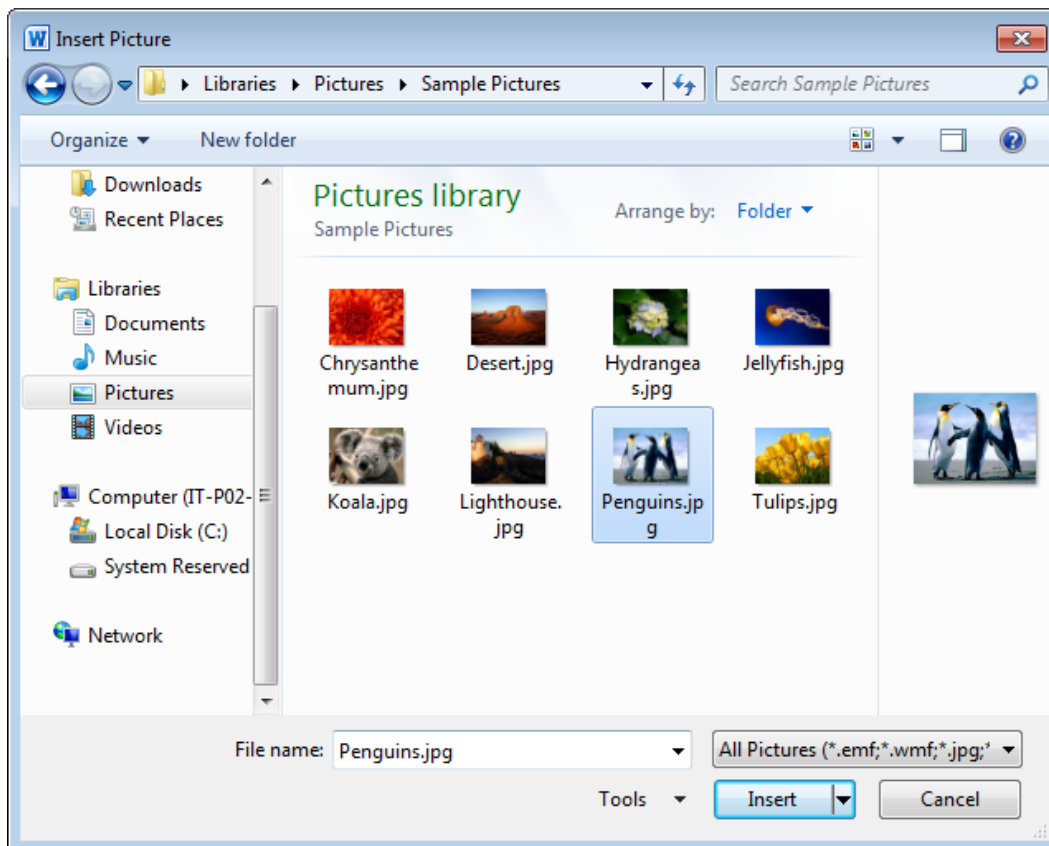 Insert Picture
Libraries Pictures Sample Pictures
Search Sample Pictures
Organize New folder
Downloads
Recent Places
Libraries
Documents
Music
Pictures
Videos
Computer (IT-P02-
Local Disk (C:)
System Reserved
Network
Pictures library
Sample Pictures
Arrange by: Folder
Chrysanthe
mum.jpg
Desert.jpg
Hydrangea
s.jpg
Jellyfish.jpg
Koala.jpg
Lighthouse.
jpg
Penguins.jp
g
Tulips.jpg
File name: Penguins.jpg
All Pictures (*.emf;*.wmf;*.jpg;*
Tools Insert Cancel